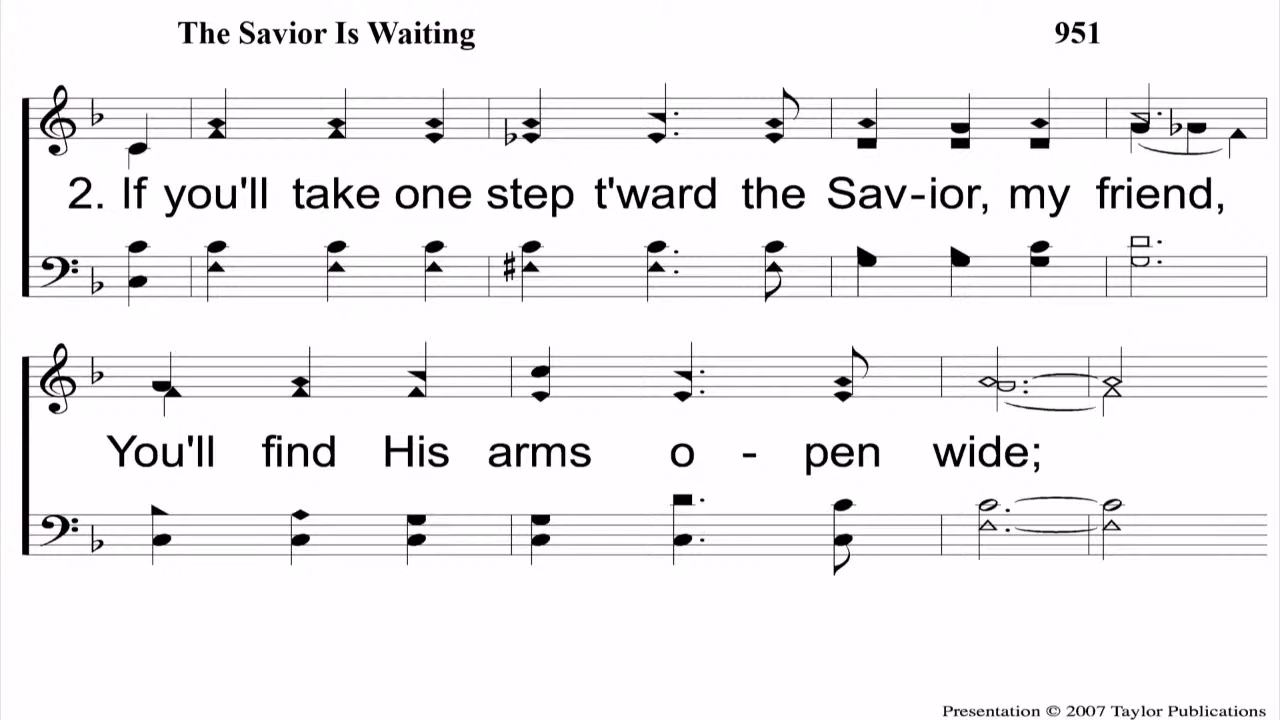 The Savior Is Waiting 951
2. If you'll take one step t'ward the Sav-ior, my friend,
You'll find His arms o - pen wide;
Presentation © 2007 Taylor Publications